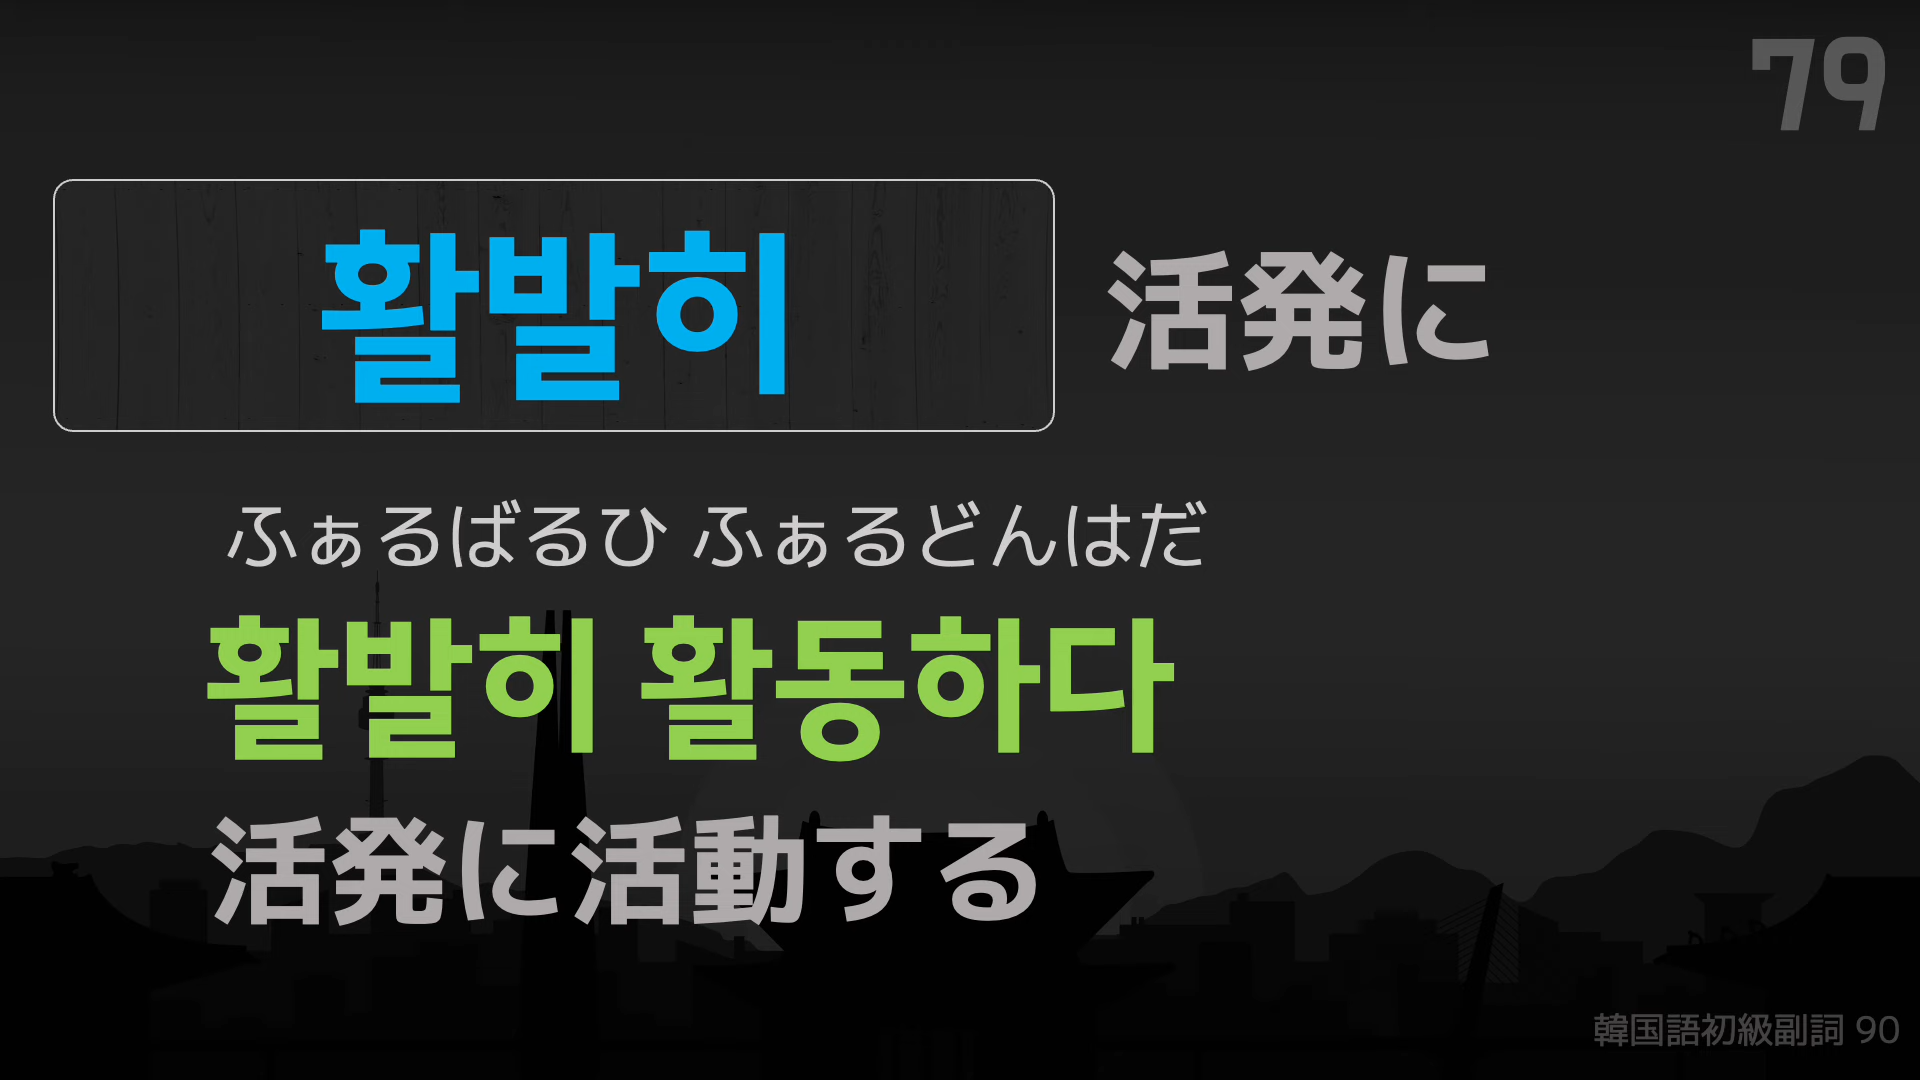 79
활발히
活発に
ふぁるばるひ ふぁるどんはだ
활발히 활동하다
活発に活動する
韓国語初級副詞 90